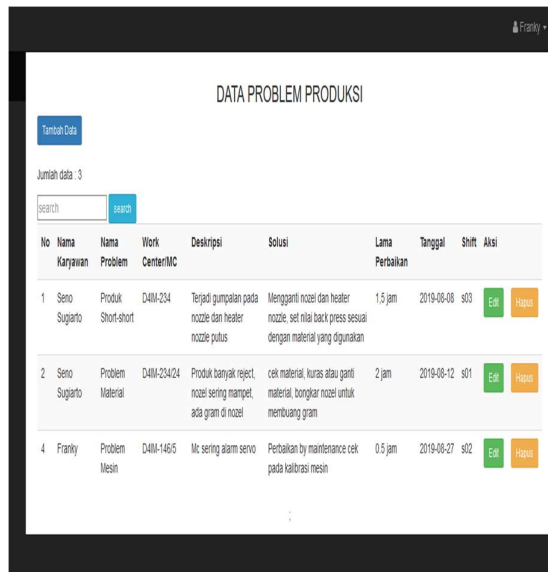 Franky
DATA PROBLEM PRODUKSI
Tambah Data
Jumlah data : 3
search search
No Nama Karyawan Nama Problem Work Center/MC Deskripsi Solusi Lama Perbaikan Tanggal Shift Aksi
1 Seno Sugiarto Produk Short-short D4IM-234 Terjadi gumpalan pada nozzle dan heater nozzle putus Mengganti nozel dan heater nozzle, set nilai back press sesuai dengan material yang digunakan 1,5 jam 2019-08-08 s03 Edit Hapus
2 Seno Sugiarto Problem Material D4IM-234/24 Produk banyak reject, nozel sering mampet, ada gram di nozel cek material, kuras atau ganti material, bongkar nozel untuk membuang gram 2 jam 2019-08-12 s01 Edit Hapus
4 Franky Problem Mesin D4IM-146/5 Mc sering alarm servo Perbaikan by maintenance cek pada kalibrasi mesin 0.5 jam 2019-08-27 s02 Edit Hapus
;